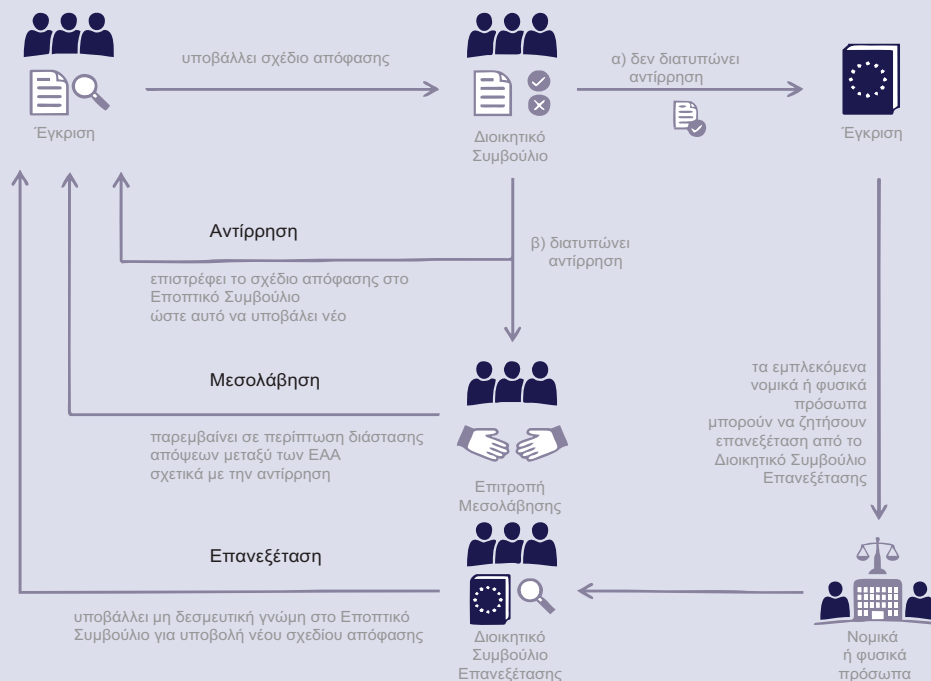 υποβάλλει σχέδιο απόφασης
α) δεν διατυπώνει
αντίρρηση
Έγκριση
Διοικητικό
Συμβούλιο
Έγκριση
Αντίρρηση
β) διατυπώνει
αντίρρηση
επιστρέφει το σχέδιο απόφασης στο
Εποπτικό Συμβούλιο
ώστε αυτό να υποβάλει νέο
Μεσολάβηση
παρεμβαίνει σε περίπτωση διάστασης
απόψεων μεταξύ των ΕΑΑ
σχετικά με την αντίρρηση
Επιτροπή
Μεσολάβησης
τα εμπλεκόμενα
νομικά ή φυσικά
πρόσωπα
μπορούν να ζητήσουν
επανεξέταση από το
Διοικητικό Συμβούλιο
Επανεξέτασης
Επανεξέταση
υποβάλλει μη δεσμευτική γνώμη στο Εποπτικό
Συμβούλιο για υποβολή νέου σχεδίου απόφασης
Διοικητικό
Συμβούλιο
Επανεξέτασης
Νομικά
ή φυσικά
πρόσωπα